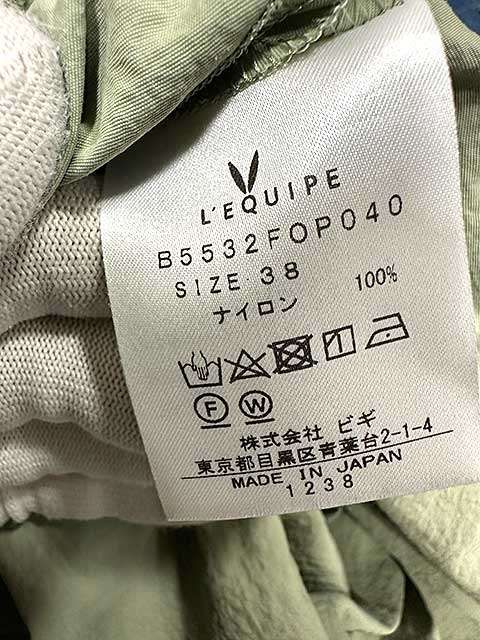 L'EQUIPE
B5532FOP040
SIZE 38
ナイロン 100%
F W
株式会社 ビギ
東京都目黒区青葉台2-1-4
MADE IN JAPAN
1238